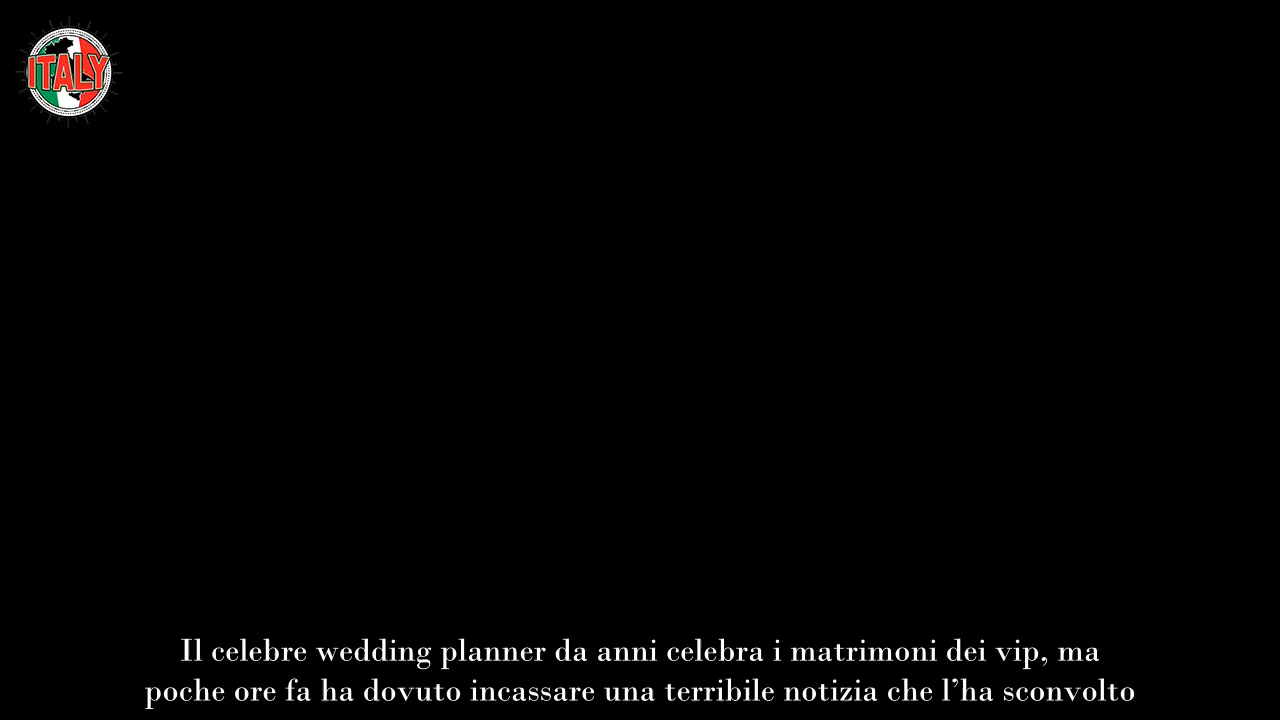 ITALY
Il celebre wedding planner da anni celebra i matrimoni dei vip, ma
poche ore fa ha dovuto incassare una terribile notizia che l’ha sconvolto